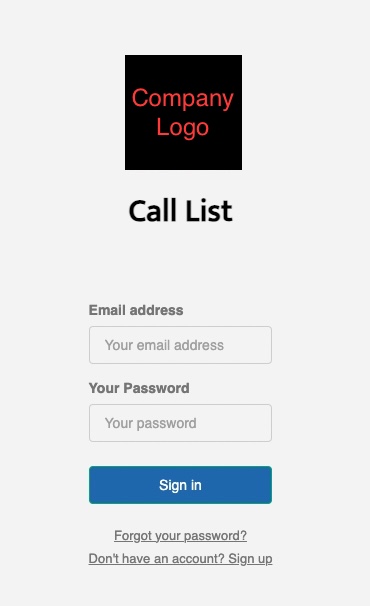 Company
Logo
Call List
Email address
Your email address
Your Password
Your password
Sign in
Forgot your password?
Don't have an account? Sign up